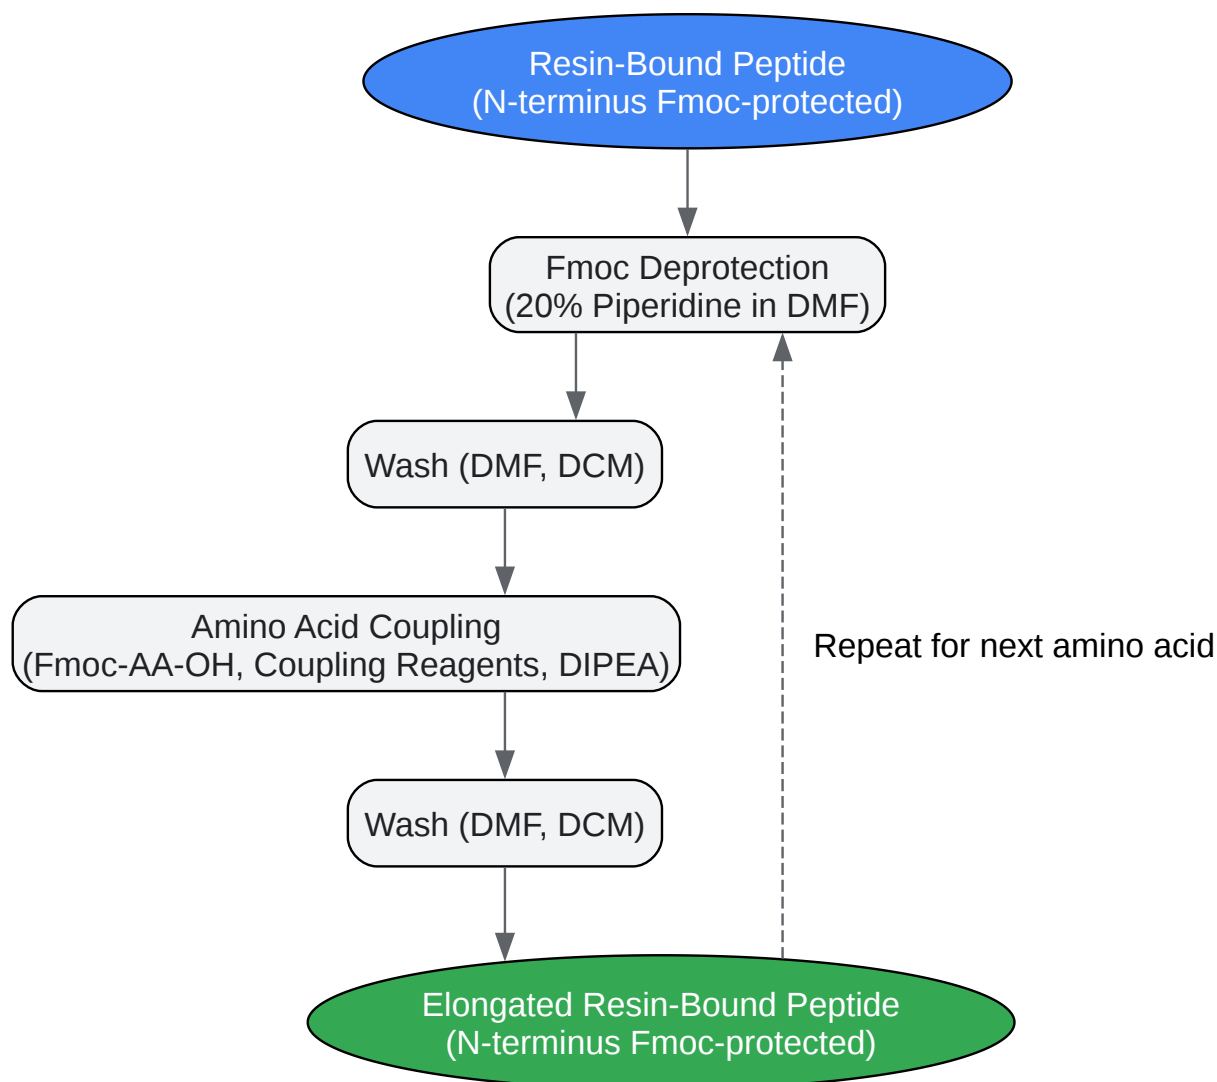 Resin-Bound Peptide
(N-terminus Fmoc-protected)
Fmoc Deprotection
(20% Piperidine in DMF)
Wash (DMF, DCM)
Amino Acid Coupling
(Fmoc-AA-OH, Coupling Reagents, DIPEA)
Repeat for next amino acid
Wash (DMF, DCM)
Elongated Resin-Bound Peptide
(N-terminus Fmoc-protected)